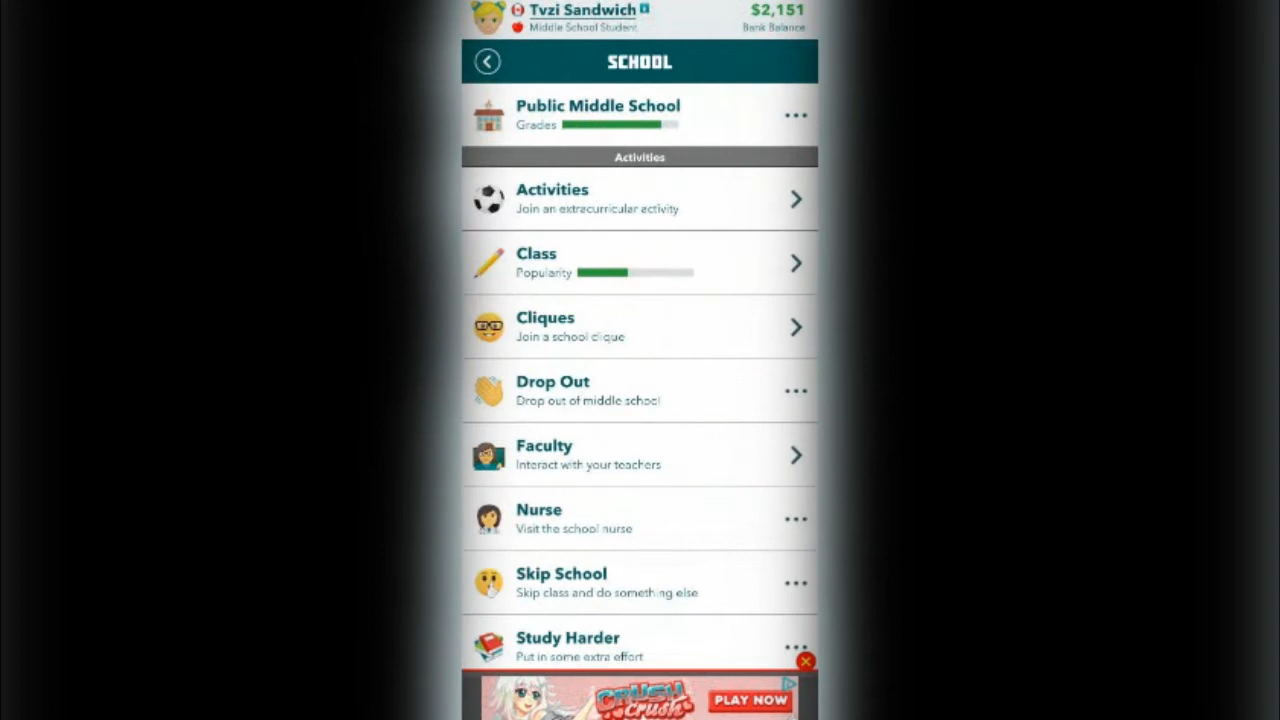 Tvzi Sandwich
$2,151
Middle School Student
Bank Balance
SCHOOL
Public Middle School
Grades
Activities
Activities
Join an extracurricular activity
Class
Popularity
Cliques
Join a school clique
Drop Out
Drop out of middle school
Faculty
Interact with your teachers
Nurse
Visit the school nurse
Skip School
Skip class and do something else
Study Harder
Put in some extra effort
CRUSH
Crush
PLAY NOW